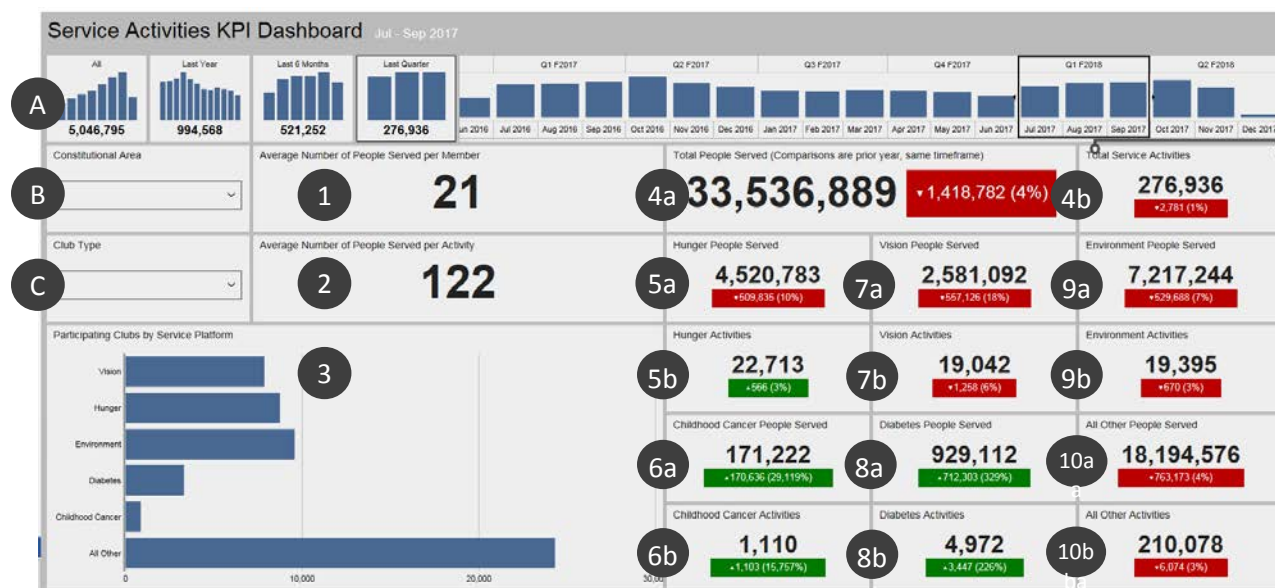 Service Activities KPI Dashboard Jul - Sep 2017
All Last Year Last 6 Months Last Quarter Q1 F2017 Q2 F2017 Q3 F2017 Q4 F2017 Q1 F2018 Q2 F2018
A
5,046,795 994,568 521,252 276,936 un 2016 Jul 2016 Aug 2016 Sep 2016 Oct 2016 Nov 2016 Dec 2016 Jan 2017 Feb 2017 Mar 2017 Apr 2017 May 2017 Jun 2017 Jul 2017 Aug 2017 Sep 2017 Oct 2017 Nov 2017 Dec 2017
Constitutional Area Average Number of People Served per Member Total People Served (Comparisons are prior year, same timeframe) Total Service Activities
B 1 21 4a 33,536,889 ▾1,418,782 (4%) 4b 276,936
▾2,781 (1%)
Club Type Average Number of People Served per Activity Hunger People Served Vision People Served Environment People Served
C 2 122 5a 4,520,783 7a 2,581,092 9a 7,217,244
▾509,835 (10%) ▾557,126 (18%) ▾529,688 (7%)
Participating Clubs by Service Platform Hunger Activities Vision Activities Environment Activities
3 5b 22,713 7b 19,042 9b 19,395
▴566 (3%) ▾1,258 (6%) ▾670 (3%)
Vision
Hunger
Environment
Diabetes
Childhood Cancer
All Other
0 10,000 20,000 30,00
Childhood Cancer People Served Diabetes People Served All Other People Served
6a 171,222 8a 929,112 10a 18,194,576
▴170,636 (29,119%) ▴712,303 (329%) ▾763,173 (4%)
Childhood Cancer Activities Diabetes Activities All Other Activities
6b 1,110 8b 4,972 10b 210,078
▴1,103 (15,757%) ▴3,447 (226%) ▾6,074 (3%)